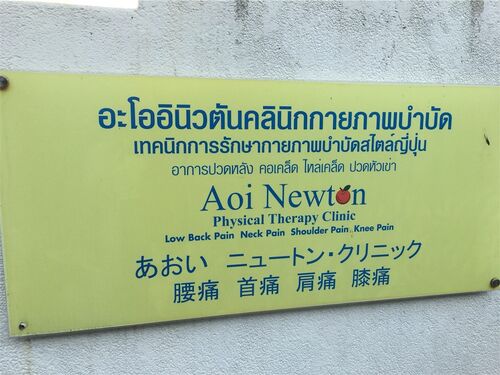 อะโออินิวตันคลินิกกายภาพบำบัด
เทคนิกการรักษากายภาพบำบัดสไตล์ญี่ปุ่น
อาการปวดหลัง คอเคล็ด ไหล่เคล็ด ปวดหัวเข่า
Aoi Newton
Physical Therapy Clinic
Low Back Pain Neck Pain Shoulder Pain Knee Pain
あおい ニュートン・クリニック
腰痛 首痛 肩痛 膝痛